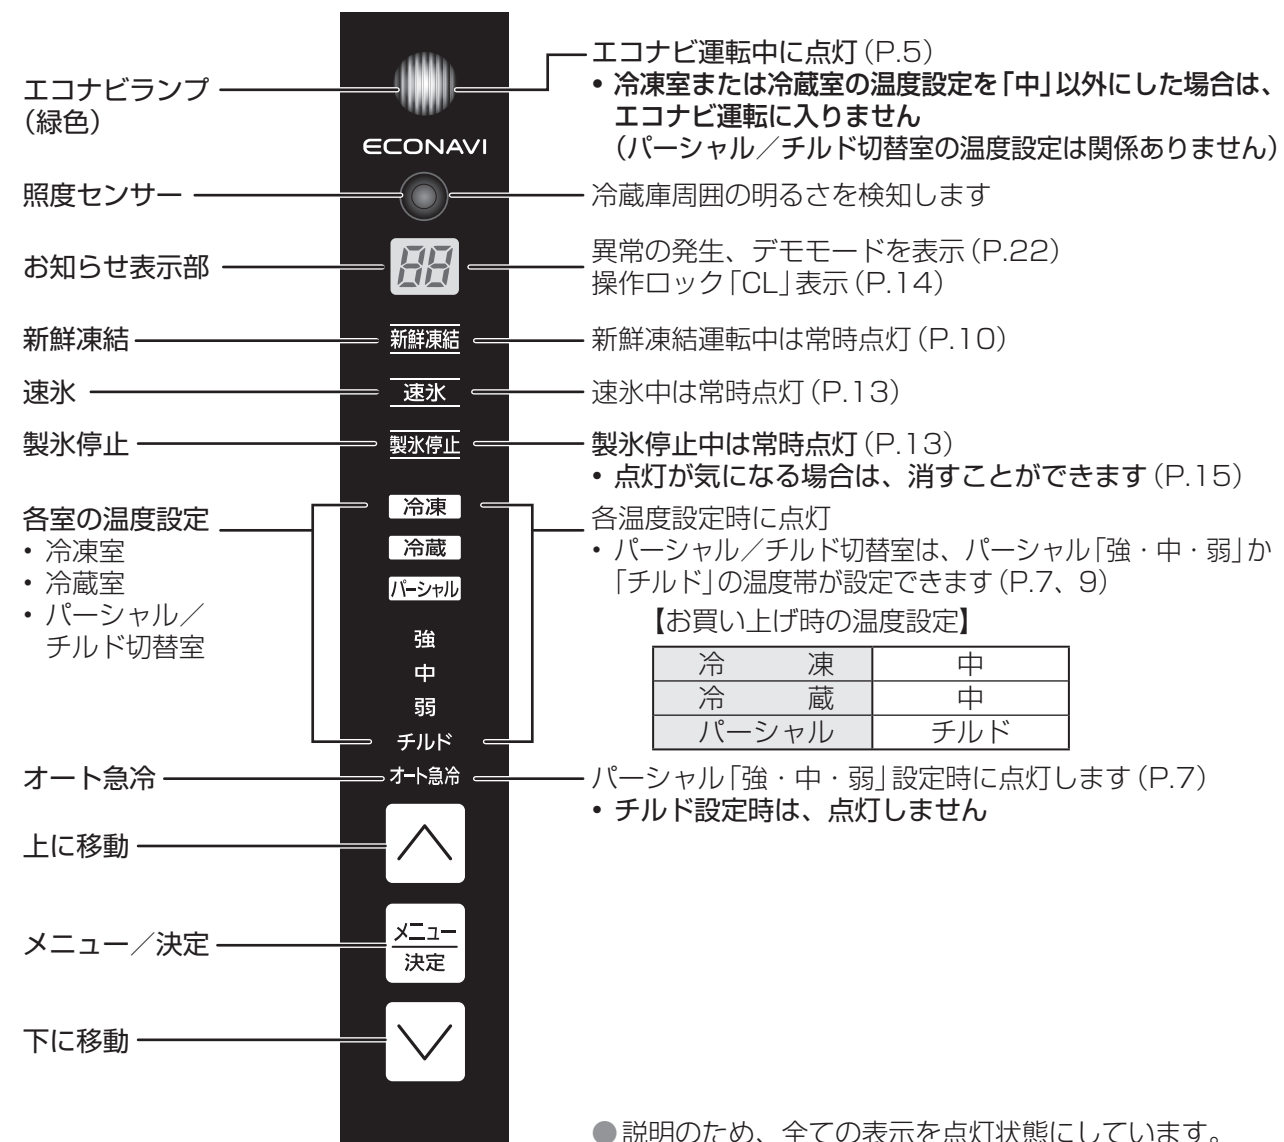 エコナビランプ
（緑色）
エコナビ運転中に点灯（P.5）
• 冷凍室または冷蔵室の温度設定を「中」以外にした場合は、
エコナビ運転に入りません
（パーシャル／チルド切替室の温度設定は関係ありません）
ECONAVI
照度センサー
冷蔵庫周囲の明るさを検知します
お知らせ表示部
88
異常の発生、デモモードを表示（P.22）
操作ロック「CL」表示（P.14）
新鮮凍結
新鮮凍結
新鮮凍結運転中は常時点灯（P.10）
速氷
速氷
速氷中は常時点灯（P.13）
製氷停止
製氷停止
製氷停止中は常時点灯（P.13）
• 点灯が気になる場合は、消すことができます（P.15）
各室の温度設定
• 冷凍室
• 冷蔵室
• パーシャル／
チルド切替室
冷凍
冷蔵
パーシャル
強
中
弱
チルド
各温度設定時に点灯
• パーシャル／チルド切替室は、パーシャル「強・中・弱」か
「チルド」の温度帯が設定できます（P.7、9）
【お買い上げ時の温度設定】
冷 凍 中
冷 蔵 中
パーシャル チルド
オート急冷
オート急冷
パーシャル「強・中・弱」設定時に点灯します（P.7）
• チルド設定時は、点灯しません
上に移動
メニュー／決定
メニュー
決定
下に移動
●説明のため、全ての表示を点灯状態にしています。